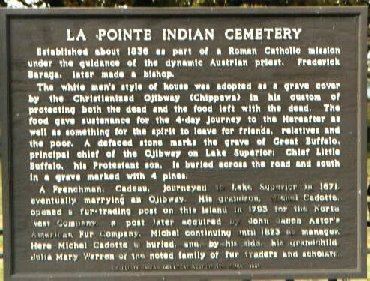 LA POINTE INDIAN CEMETERY
Established about 1836 as part of a Roman Catholic mission
under the guidance of the dynamic Austrian priest, Frederick
Baraga, later made a bishop.
The white men's style of house was adopted as a grave cover
by the Christianized Ojibway (Chippewa) in his custom of
protecting both the dead and the food left with the dead. The
food gave sustenance for the 4-day journey to the Hereafter as
well as something for the spirit to leave for friends, relatives and
the poor. A defaced stone marks the grave of Great Buffalo,
principal chief of the Ojibway on Lake Superior; Chief Little
Buffalo, his Protestant son, is buried across the road and south
in a grave marked with 4 pines.
A Frenchman, Cadeau, journeyed to Lake Superior in 1671,
eventually marrying an Ojibway. His grandson, Michel Cadotte,
opened a fur-trading post on this island in 1793 for the North
West Company, a post later acquired by John Jacob Astor's
American Fur Company, Michel continuing until 1823 as manager.
Here Michel Cadotte is buried, and by his side, his grandchild
Julia Mary Warren of the noted family of fur traders and scholars.